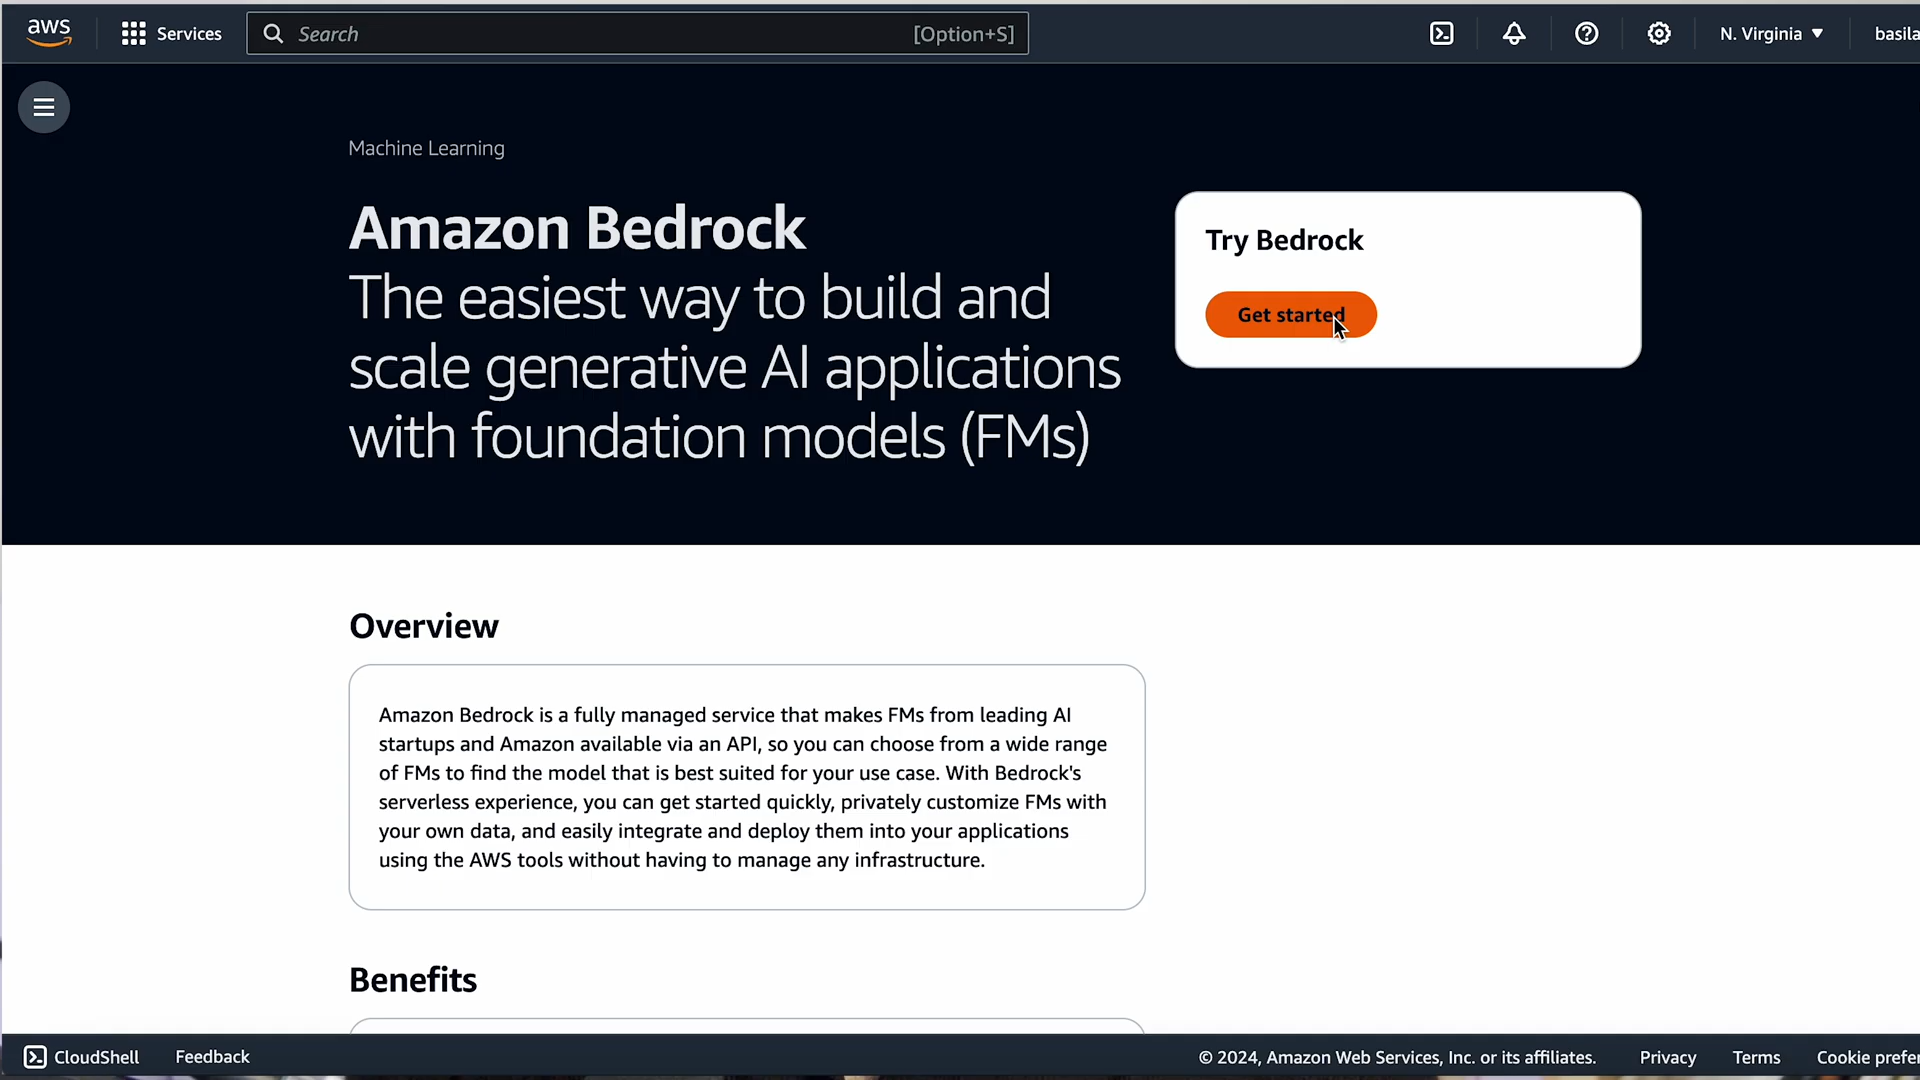 aws
Services
Search
[Option+S]
N. Virginia
basila
Machine Learning
Amazon Bedrock
The easiest way to build and
scale generative AI applications
with foundation models (FMs)
Try Bedrock
Get started
Overview
Amazon Bedrock is a fully managed service that makes FMs from leading AI
startups and Amazon available via an API, so you can choose from a wide range
of FMs to find the model that is best suited for your use case. With Bedrock's
serverless experience, you can get started quickly, privately customize FMs with
your own data, and easily integrate and deploy them into your applications
using the AWS tools without having to manage any infrastructure.
Benefits
CloudShell
Feedback
© 2024, Amazon Web Services, Inc. or its affiliates.
Privacy
Terms
Cookie prefer